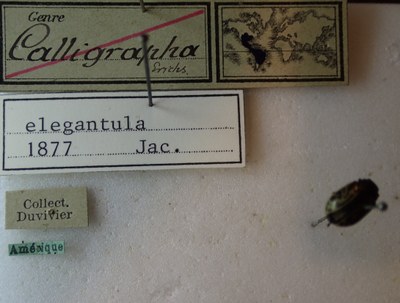 Genre
Calligrapha
Erichs.
elegantula
1877 Jac.
Collect.
Duvivier
Amérique